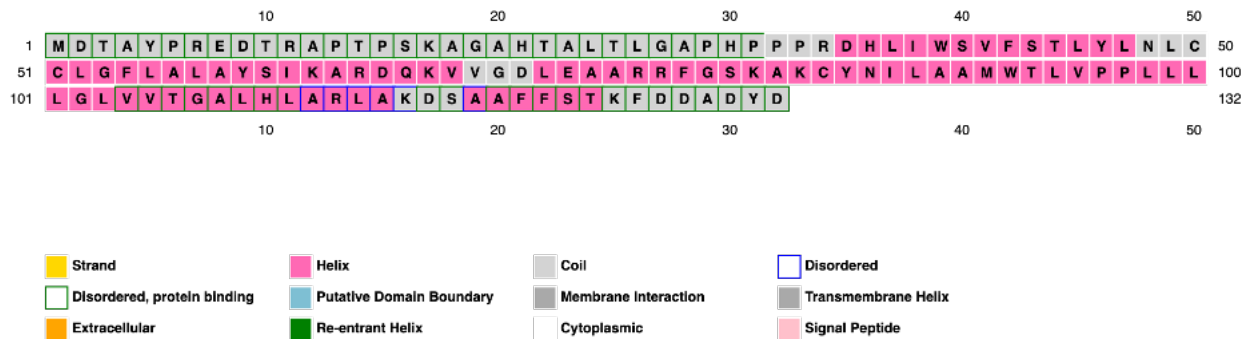 10 20 30 40 50
1 M D T A Y P R E D T R A P T P S K A G A H T A L T L G A P H P P P R D H L I W S V F S T L Y L N L C 50
51 C L G F L A L A Y S I K A R D Q K V V G D L E A A R R F G S K A K C Y N I L A A M W T L V P P L L L 100
101 L G L V V T G A L H L A R L A K D S A A F F S T K F D D A D Y D 132
10 20 30 40 50
Strand Helix Coil Disordered
Disordered, protein binding Putative Domain Boundary Membrane Interaction Transmembrane Helix
Extracellular Re-entrant Helix Cytoplasmic Signal Peptide